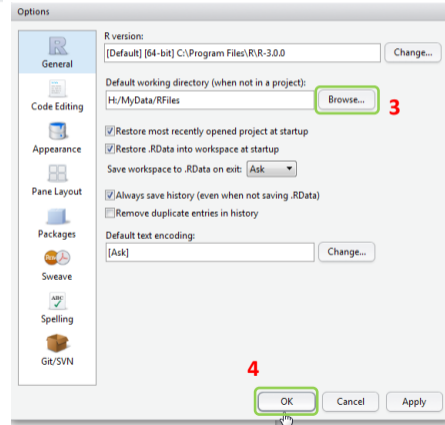 Options
General
Code Editing
Appearance
Pane Layout
Packages
Sweave
ABC
Spelling
Git/SVN
R version:
[Default] [64-bit] C:\Program Files\R\R-3.0.0
Change...
Default working directory (when not in a project):
H:/MyData/RFiles
Browse...
3
Restore most recently opened project at startup
Restore .RData into workspace at startup
Save workspace to .RData on exit: Ask
Always save history (even when not saving .RData)
Remove duplicate entries in history
Default text encoding:
[Ask]
Change...
4
OK
Cancel
Apply